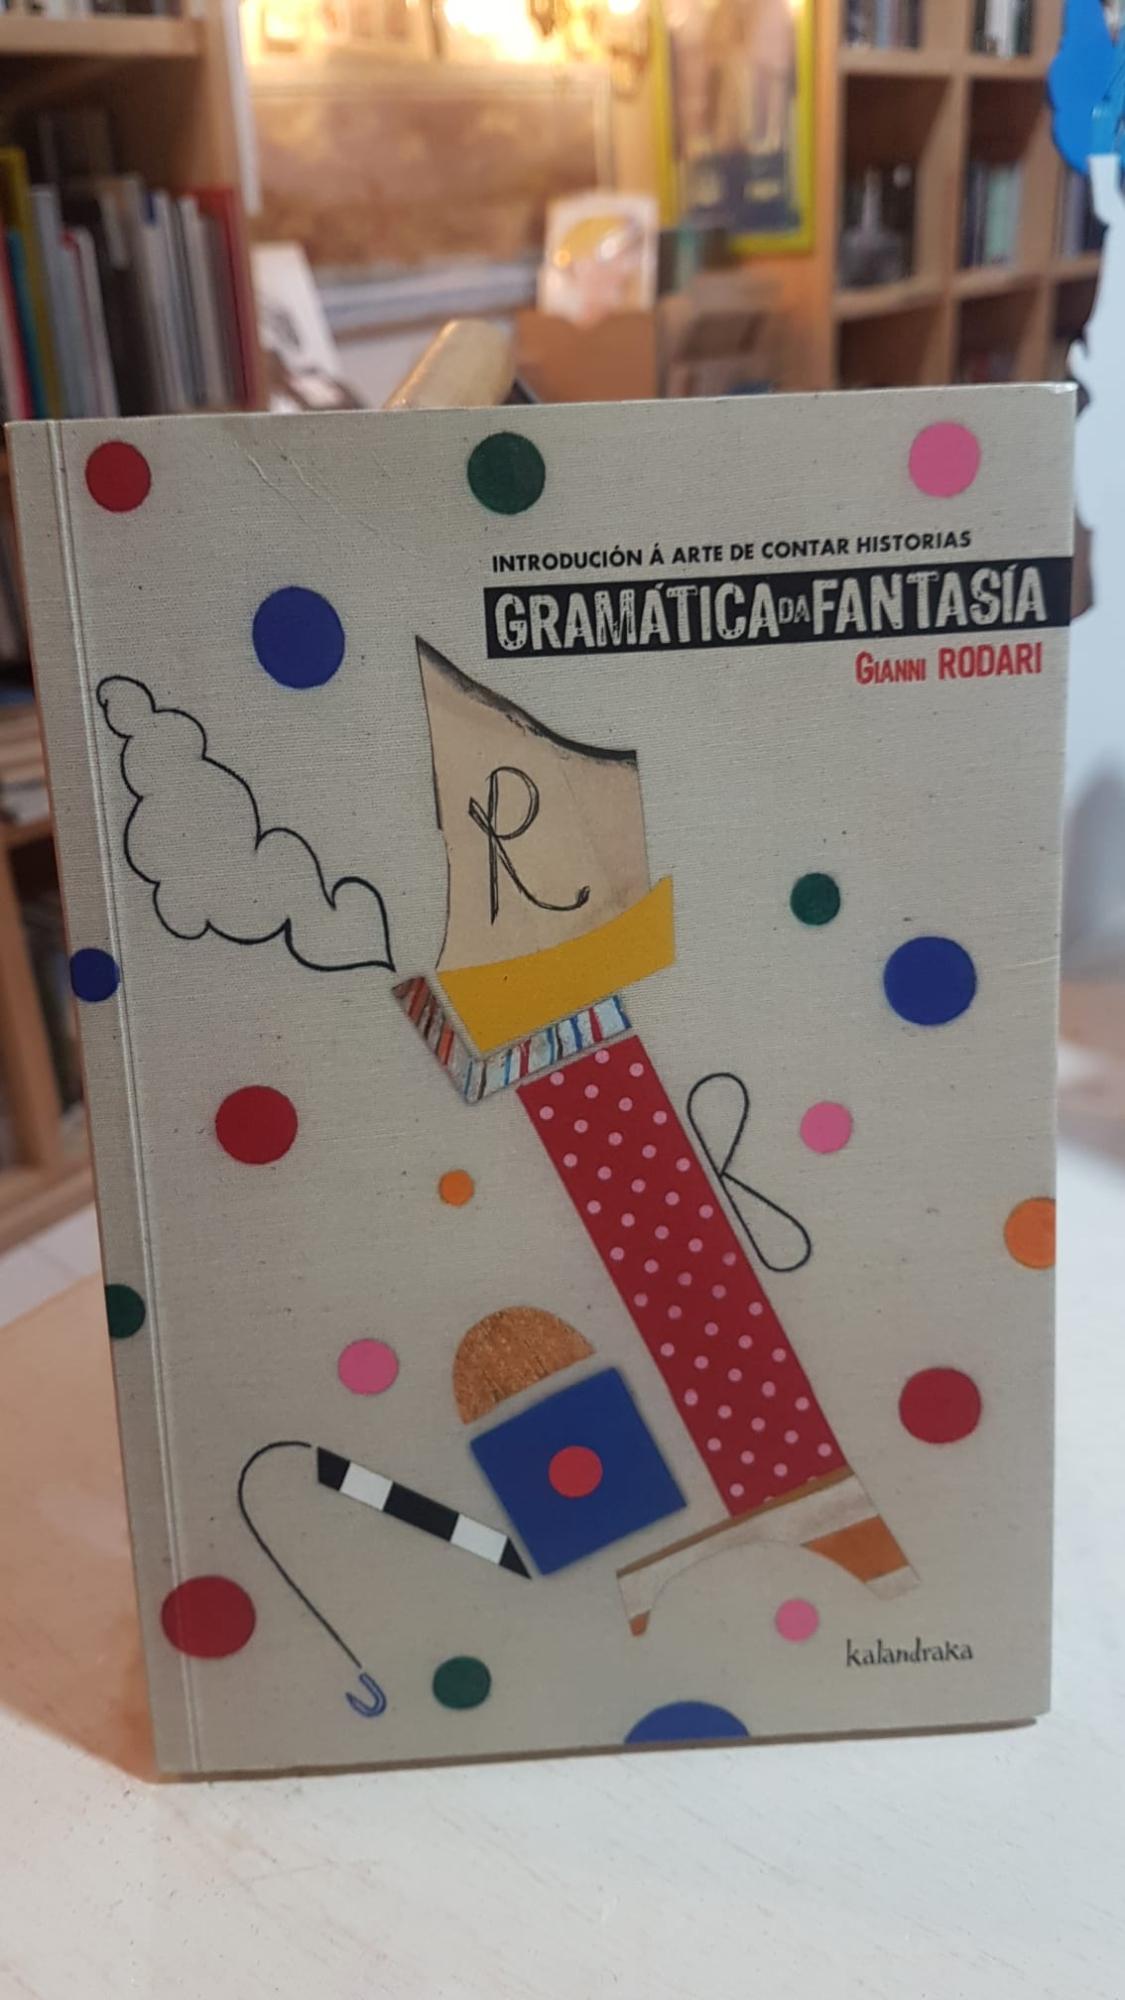 INTRODUCIÓN Á ARTE DE CONTAR HISTORIAS
GRAMÁTICA DA FANTASÍA
GIANNI RODARI
R
kalandraka